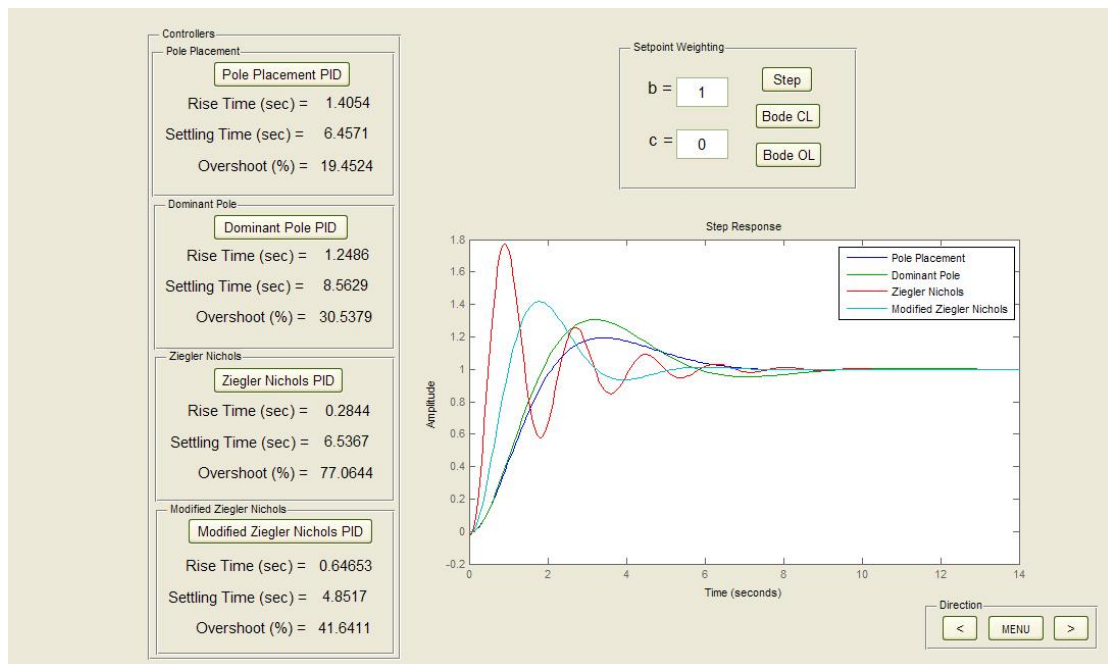 Controllers
Pole Placement
Pole Placement PID
Rise Time (sec) = 1.4054
Settling Time (sec) = 6.4571
Overshoot (%) = 19.4524
Dominant Pole
Dominant Pole PID
Rise Time (sec) = 1.2486
Settling Time (sec) = 8.5629
Overshoot (%) = 30.5379
Ziegler Nichols
Ziegler Nichols PID
Rise Time (sec) = 0.2844
Settling Time (sec) = 6.5367
Overshoot (%) = 77.0644
Modified Ziegler Nichols
Modified Ziegler Nichols PID
Rise Time (sec) = 0.64653
Settling Time (sec) = 4.8517
Overshoot (%) = 41.6411
Setpoint Weighting
b = 1
Step
Bode CL
c = 0
Bode OL
Step Response
Pole Placement
Dominant Pole
Ziegler Nichols
Modified Ziegler Nichols
Amplitude
1.8
1.6
1.4
1.2
1
0.8
0.6
0.4
0.2
0
-0.2
0 2 4 6 8 10 12 14
Time (seconds)
Direction
< MENU >